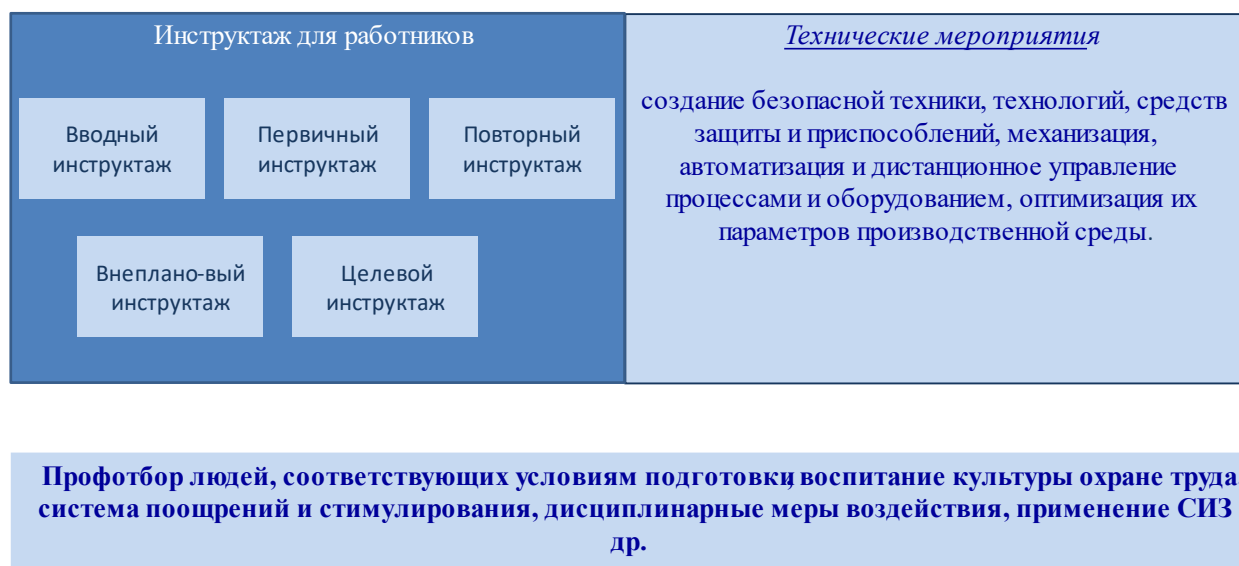 Инструктаж для работников
Вводный
инструктаж
Первичный
инструктаж
Повторный
инструктаж
Внеплано-вый
инструктаж
Целевой
инструктаж
Технические мероприятия
создание безопасной техники, технологий, средств
защиты и приспособлений, механизация,
автоматизация и дистанционное управление
процессами и оборудованием, оптимизация их
параметров производственной среды.
Профотбор людей, соответствующих условиям подготовки, воспитание культуры охране труда,
система поощрений и стимулирования, дисциплинарные меры воздействия, применение СИЗ
др.